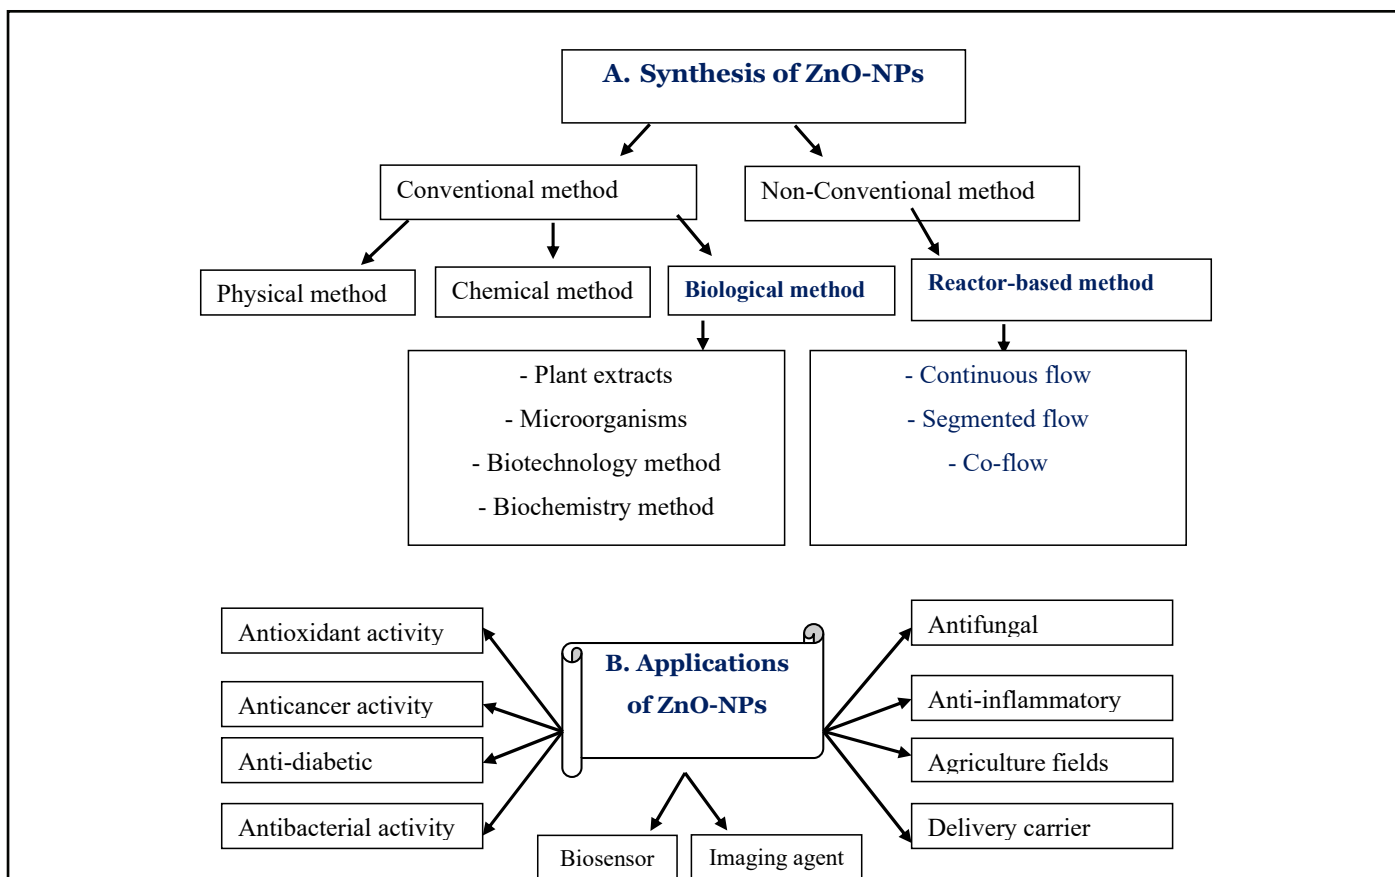 A. Synthesis of ZnO-NPs
Conventional method
Non-Conventional method
Physical method
Chemical method
Biological method
Reactor-based method
- Plant extracts
- Microorganisms
- Biotechnology method
- Biochemistry method
- Continuous flow
- Segmented flow
- Co-flow
B. Applications
of ZnO-NPs
Antioxidant activity
Anticancer activity
Anti-diabetic
Antibacterial activity
Antifungal
Anti-inflammatory
Agriculture fields
Delivery carrier
Biosensor
Imaging agent